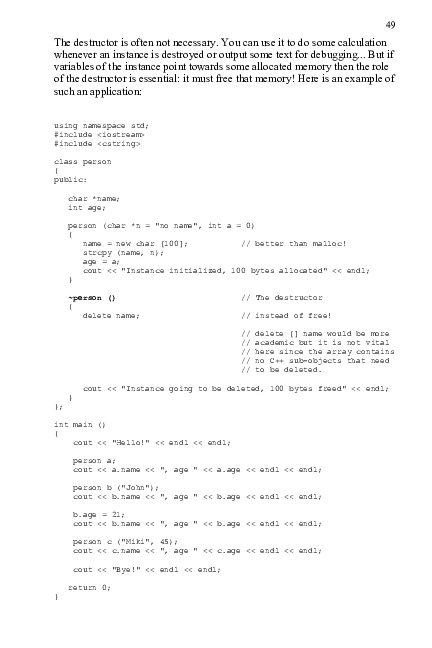 49
The destructor is often not necessary. You can use it to do some calculation
whenever an instance is destroyed or output some text for debugging... But if
variables of the instance point towards some allocated memory then the role
of the destructor is essential: it must free that memory! Here is an example of
such an application:
using namespace std;
#include <iostream>
#include <cstring>
class person
{
public:
char *name;
int age;
person (char *n = "no name", int a = 0)
{
name = new char [100]; // better than malloc!
strcpy (name, n);
age = a;
cout << "Instance initialized, 100 bytes allocated" << endl;
}
~person () // The destructor
{
delete name; // instead of free!
// delete [] name would be more
// academic but it is not vital
// here since the array contains
// no C++ sub-objects that need
// to be deleted.
cout << "Instance going to be deleted, 100 bytes freed" << endl;
}
};
int main ()
{
cout << "Hello!" << endl << endl;
person a;
cout << a.name << ", age " << a.age << endl << endl;
person b ("John");
cout << b.name << ", age " << b.age << endl << endl;
b.age = 21;
cout << b.name << ", age " << b.age << endl << endl;
person c ("Miki", 45);
cout << c.name << ", age " << c.age << endl << endl;
cout << "Bye!" << endl << endl;
return 0;
}